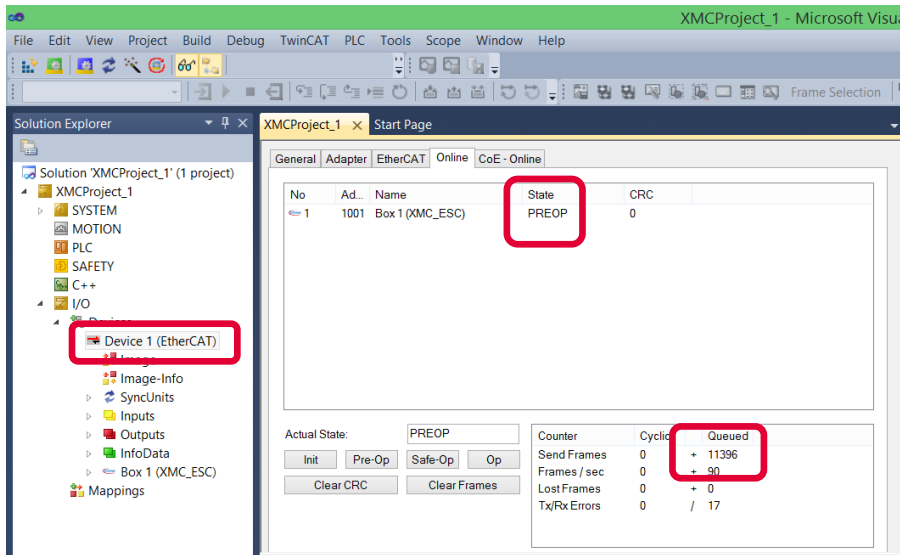 XMCProject_1 - Microsoft Visua
File Edit View Project Build Debug TwinCAT PLC Tools Scope Window Help
Frame Selection
Solution Explorer
XMCProject_1 Start Page
Solution 'XMCProject_1' (1 project)
XMCProject_1
SYSTEM
MOTION
PLC
SAFETY
C++
I/O
Devices
Device 1 (EtherCAT)
Image
Image-Info
SyncUnits
Inputs
Outputs
InfoData
Box 1 (XMC_ESC)
Mappings
General Adapter EtherCAT Online CoE - Online
No Ad... Name State CRC
1 1001 Box 1 (XMC_ESC) PREOP 0
Actual State: PREOP
Init Pre-Op Safe-Op Op
Clear CRC Clear Frames
Counter Cyclic Queued
Send Frames 0 + 11396
Frames / sec 0 + 90
Lost Frames 0 + 0
Tx/Rx Errors 0 / 17